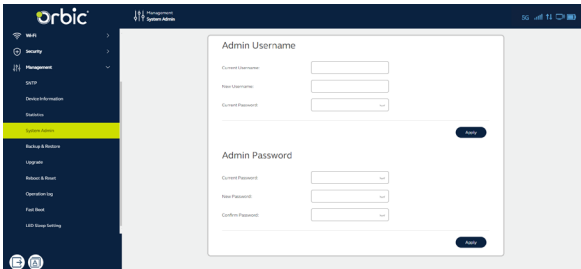 orbic
Management
System Admin
5G
Wi-Fi
Security
Management
SNTP
Device Information
Statistics
System Admin
Backup & Restore
Upgrade
Reboot & Reset
Operation log
Fast Boot
LED Sleep Setting
Admin Username
Current Username:
New Username:
Current Password:
Apply
Admin Password
Current Password:
New Password:
Confirm Password:
Apply